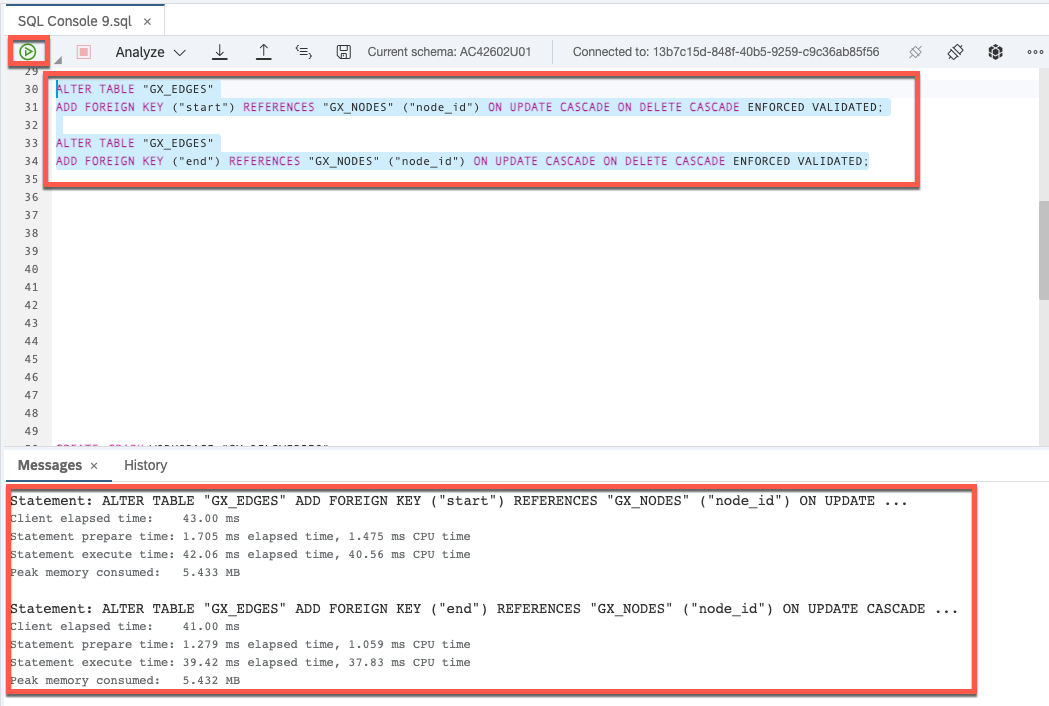 SQL Console 9.sql ×
Analyze Current schema: AC42602U01 Connected to: 13b7c15d-848f-40b5-9259-c9c36ab85f56
29
30 ALTER TABLE "GX_EDGES"
31 ADD FOREIGN KEY ("start") REFERENCES "GX_NODES" ("node_id") ON UPDATE CASCADE ON DELETE CASCADE ENFORCED VALIDATED;
32
33 ALTER TABLE "GX_EDGES"
34 ADD FOREIGN KEY ("end") REFERENCES "GX_NODES" ("node_id") ON UPDATE CASCADE ON DELETE CASCADE ENFORCED VALIDATED;
35
36
37
38
39
40
41
42
43
44
45
46
47
48
49
Messages × History
Statement: ALTER TABLE "GX_EDGES" ADD FOREIGN KEY ("start") REFERENCES "GX_NODES" ("node_id") ON UPDATE ...
Client elapsed time: 43.00 ms
Statement prepare time: 1.705 ms elapsed time, 1.475 ms CPU time
Statement execute time: 42.06 ms elapsed time, 40.56 ms CPU time
Peak memory consumed: 5.433 MB
Statement: ALTER TABLE "GX_EDGES" ADD FOREIGN KEY ("end") REFERENCES "GX_NODES" ("node_id") ON UPDATE CASCADE ...
Client elapsed time: 41.00 ms
Statement prepare time: 1.279 ms elapsed time, 1.059 ms CPU time
Statement execute time: 39.42 ms elapsed time, 37.83 ms CPU time
Peak memory consumed: 5.432 MB